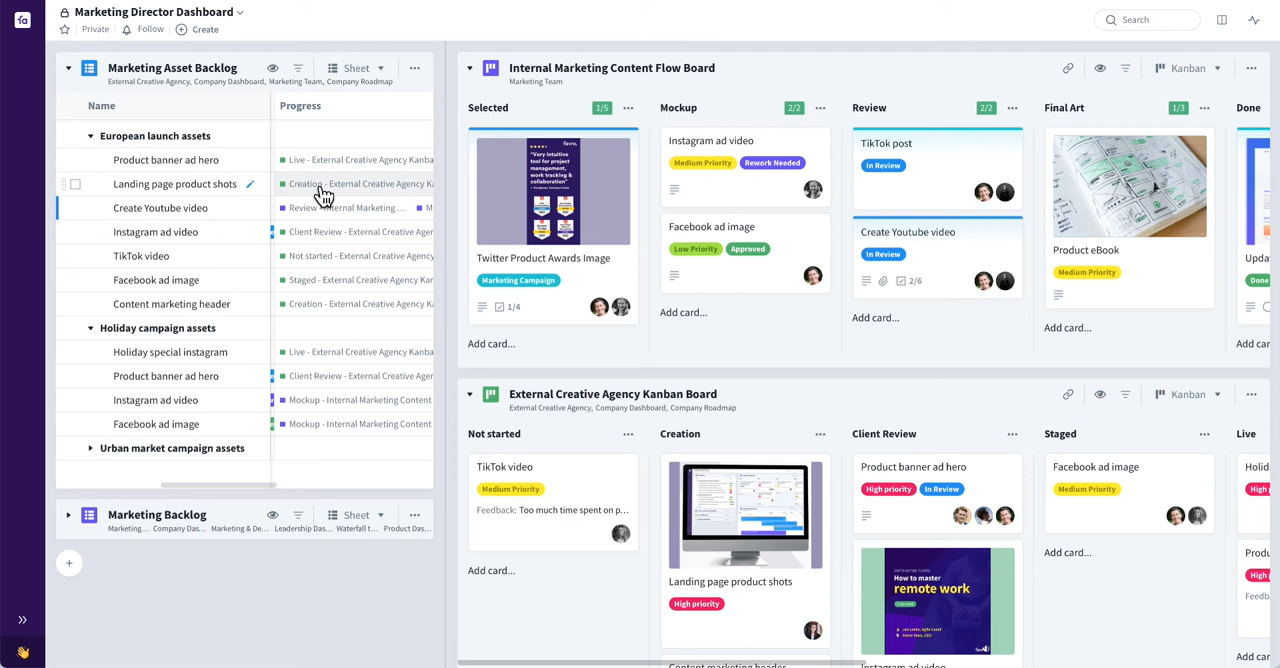 Marketing Director Dashboard
Private Follow Create
Search
Marketing Asset Backlog
Sheet
External Creative Agency, Company Dashboard, Marketing Team, Company Roadmap
Name Progress
European launch assets
Product banner ad hero Live - External Creative Agency Kanba
Landing page product shots Creation - External Creative Agency Ka
Create Youtube video Review - Internal Marketing ... M
Instagram ad video Client Review - External Creative Agen
TikTok video Not started - External Creative Agency
Facebook ad image Staged - External Creative Agency Kan
Content marketing header Creation - External Creative Agency Ka
Holiday campaign assets
Holiday special instagram Live - External Creative Agency Kanba
Product banner ad hero Client Review - External Creative Agen
Instagram ad video Mockup - Internal Marketing Content
Facebook ad image Mockup - Internal Marketing Content
Urban market campaign assets
Marketing Backlog
Sheet
Marketing... Company Das... Marketing & De... Leadership Das... Waterfall t... Product Das...
Internal Marketing Content Flow Board
Marketing Team
Kanban
Selected 1/5
"Very intuitive
tool for project
management,
work tracking &
collaboration"
Twitter Product Awards Image
Marketing Campaign
1/4
Add card...
Mockup 2/2
Instagram ad video
Medium Priority Rework Needed
Facebook ad image
Low Priority Approved
Add card...
Review 2/2
TikTok post
In Review
Create Youtube video
In Review
2/6
Add card...
Final Art 1/3
Product eBook
Medium Priority
Add card...
Done
Updat
Done
Add car
External Creative Agency Kanban Board
External Creative Agency, Company Dashboard, Company Roadmap
Kanban
Not started
TikTok video
Medium Priority
Feedback: Too much time spent on p...
Add card...
Creation
Landing page product shots
High priority
Content marketing header
Client Review
Product banner ad hero
High priority In Review
How to master
remote work
Instagram ad video
Staged
Facebook ad image
Medium Priority
Add card...
Live
Holid
High p
Produ
High p
Feedb
Add car